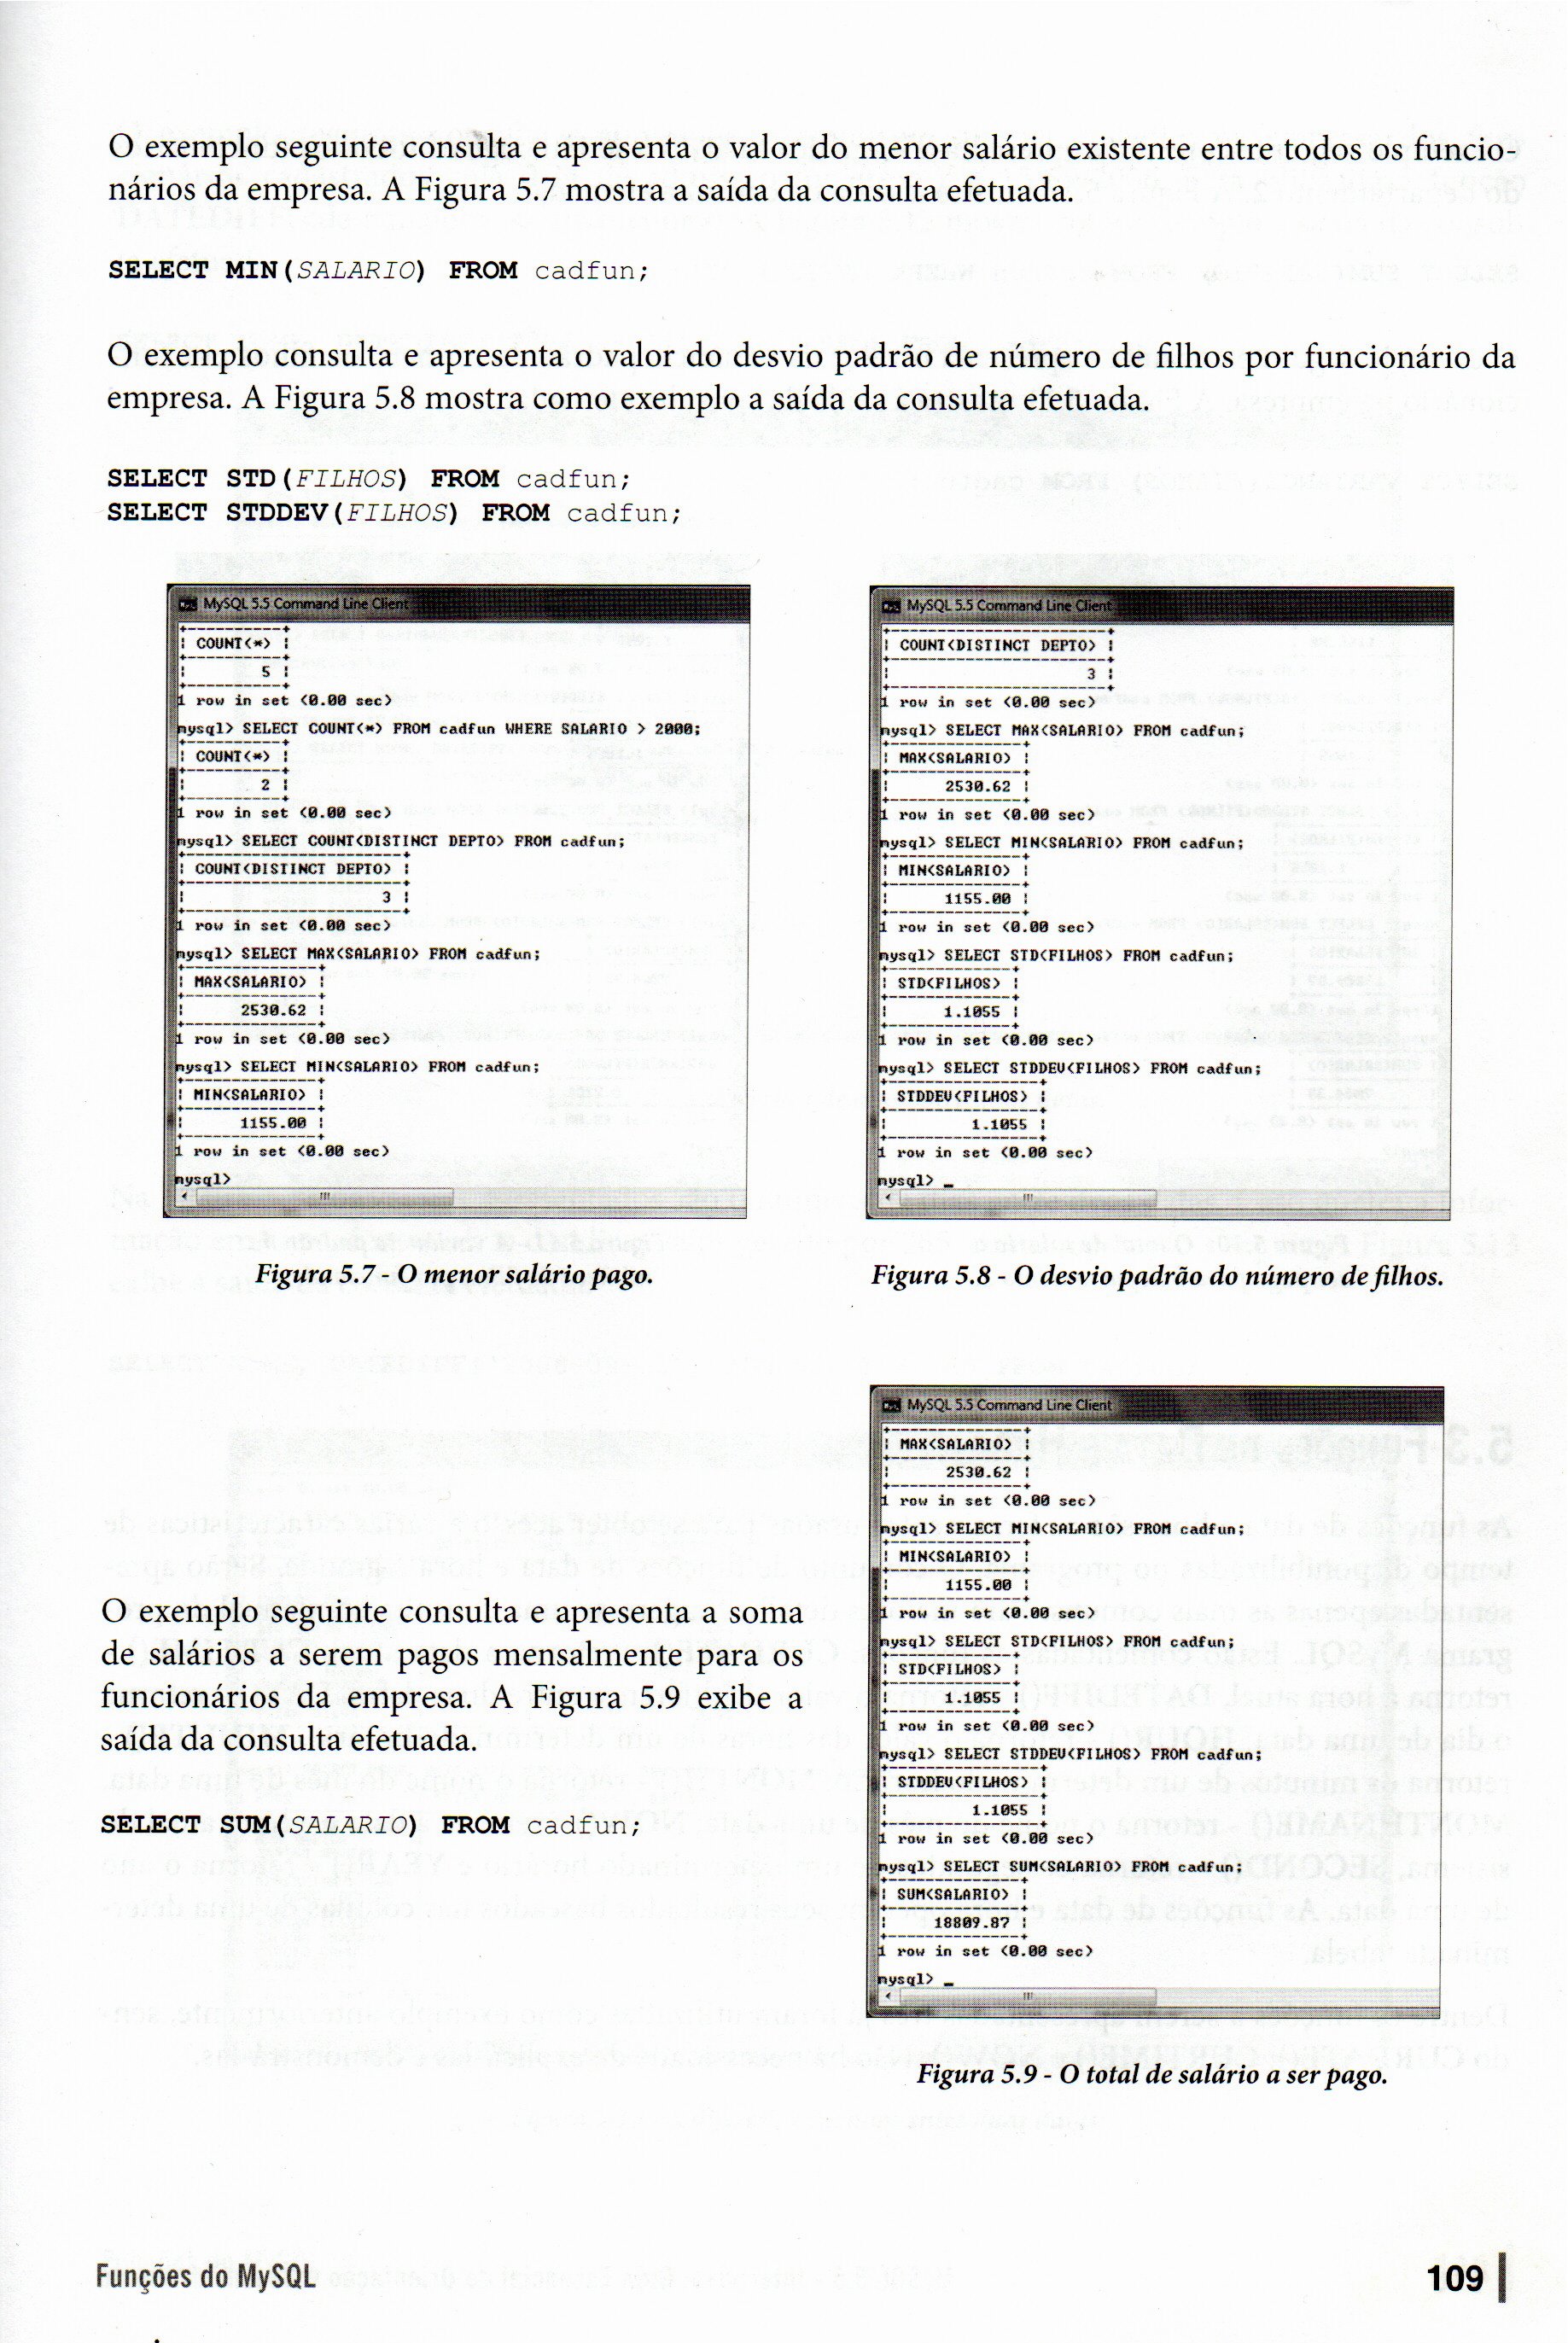 O exemplo seguinte consulta e apresenta o valor do menor salário existente entre todos os funcio-
nários da empresa. A Figura 5.7 mostra a saída da consulta efetuada.
SELECT MIN(SALARIO) FROM cadfun;
O exemplo consulta e apresenta o valor do desvio padrão de número de filhos por funcionário da
empresa. A Figura 5.8 mostra como exemplo a saída da consulta efetuada.
SELECT STD(FILHOS) FROM cadfun;
SELECT STDDEV(FILHOS) FROM cadfun;
MySQL 5.5 Command Line Client
COUNT(*)
5
1 row in set (0.00 sec)
mysql> SELECT COUNT(*) FROM cadfun WHERE SALARIO > 2000;
COUNT(*)
2
1 row in set (0.00 sec)
mysql> SELECT COUNT(DISTINCT DEPTO) FROM cadfun;
COUNT(DISTINCT DEPTO)
3
1 row in set (0.00 sec)
mysql> SELECT MAX(SALARIO) FROM cadfun;
MAX(SALARIO)
2530.62
1 row in set (0.00 sec)
mysql> SELECT MIN(SALARIO) FROM cadfun;
MIN(SALARIO)
1155.00
1 row in set (0.00 sec)
mysql>
Figura 5.7 - O menor salário pago.
MySQL 5.5 Command Line Client
COUNT(DISTINCT DEPTO)
3
1 row in set (0.00 sec)
mysql> SELECT MAX(SALARIO) FROM cadfun;
MAX(SALARIO)
2530.62
1 row in set (0.00 sec)
mysql> SELECT MIN(SALARIO) FROM cadfun;
MIN(SALARIO)
1155.00
1 row in set (0.00 sec)
mysql> SELECT STD(FILHOS) FROM cadfun;
STD(FILHOS)
1.1055
1 row in set (0.00 sec)
mysql> SELECT STDDEV(FILHOS) FROM cadfun;
STDDEV(FILHOS)
1.1055
1 row in set (0.00 sec)
mysql> _
Figura 5.8 - O desvio padrão do número de filhos.
O exemplo seguinte consulta e apresenta a soma
de salários a serem pagos mensalmente para os
funcionários da empresa. A Figura 5.9 exibe a
saída da consulta efetuada.
SELECT SUM(SALARIO) FROM cadfun;
MySQL 5.5 Command Line Client
MAX(SALARIO)
2530.62
1 row in set (0.00 sec)
mysql> SELECT MIN(SALARIO) FROM cadfun;
MIN(SALARIO)
1155.00
1 row in set (0.00 sec)
mysql> SELECT STD(FILHOS) FROM cadfun;
STD(FILHOS)
1.1055
1 row in set (0.00 sec)
mysql> SELECT STDDEV(FILHOS) FROM cadfun;
STDDEV(FILHOS)
1.1055
1 row in set (0.00 sec)
mysql> SELECT SUM(SALARIO) FROM cadfun;
SUM(SALARIO)
18809.87
1 row in set (0.00 sec)
mysql> _
Figura 5.9 - O total de salário a ser pago.
Funções do MySQL
109